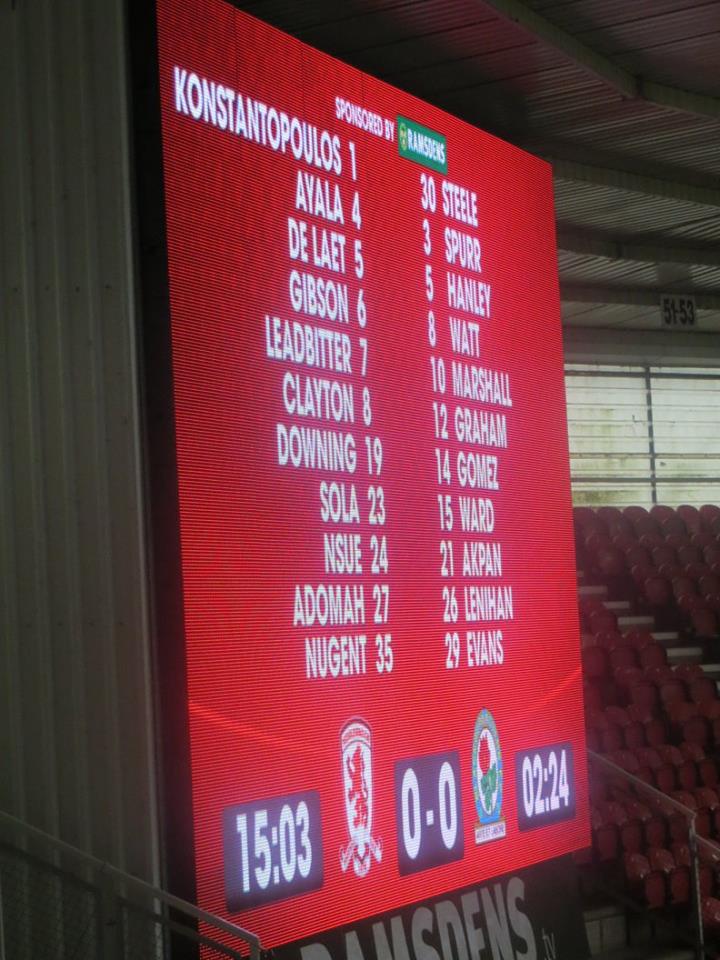 SPONSORED BY RAMSDENS
KONSTANTOPOULOS 1
AYALA 4
DE LAET 5
GIBSON 6
LEADBITTER 7
CLAYTON 8
DOWNING 19
SOLA 23
NSUE 24
ADOMAH 27
NUGENT 35
30 STEELE
3 SPURR
5 HANLEY
8 WATT
10 MARSHALL
12 GRAHAM
14 GOMEZ
15 WARD
21 AKPAN
26 LENIHAN
29 EVANS
15:03
0-0
02:24
RAMSDENS
51-53